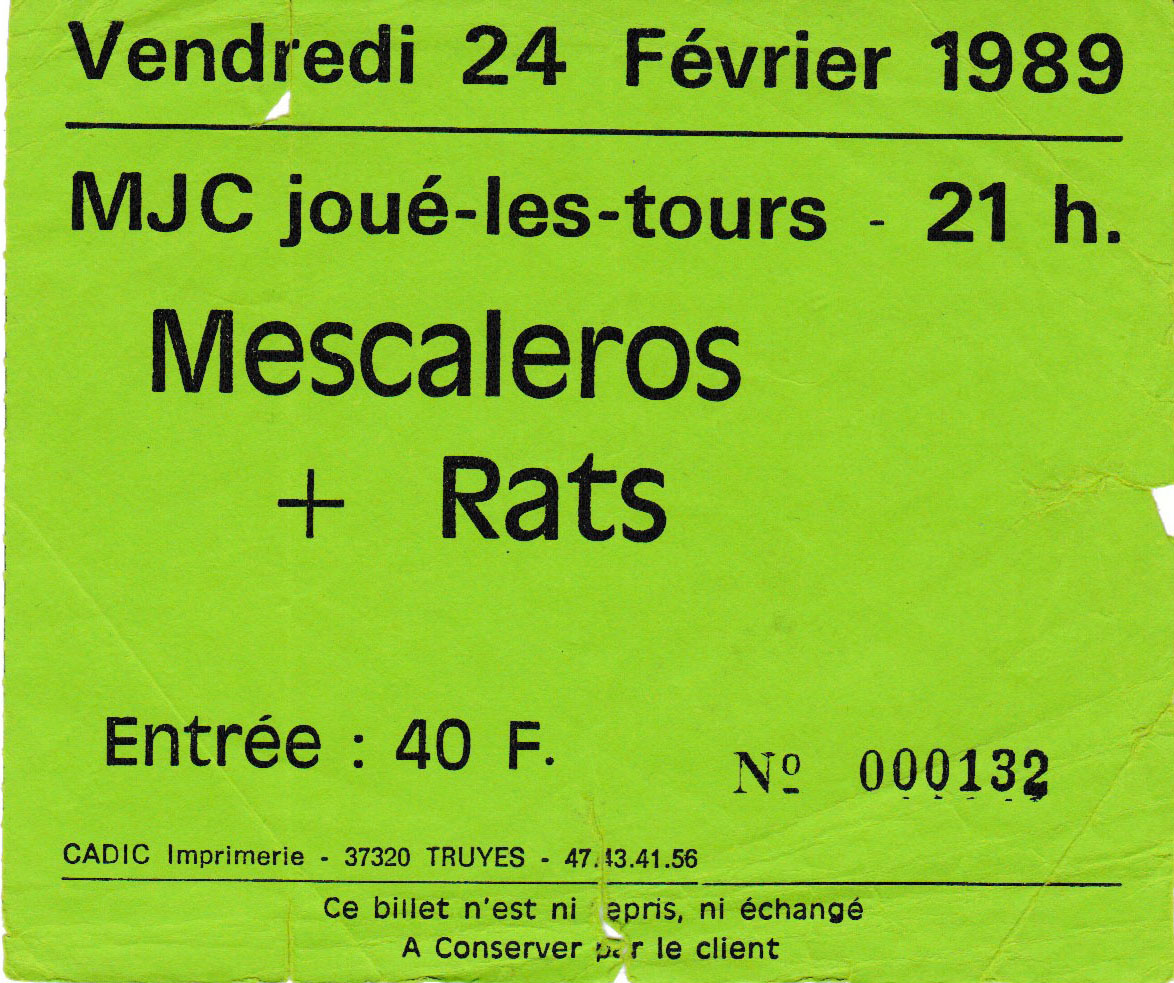 Vendredi 24 Février 1989
MJC joué-les-tours - 21 h.
Mescaleros
+ Rats
Entrée : 40 F.
Nº 000132
CADIC Imprimerie - 37320 TRUYES - 47.43.41.56
Ce billet n'est ni repris, ni échangé
A Conserver par le client